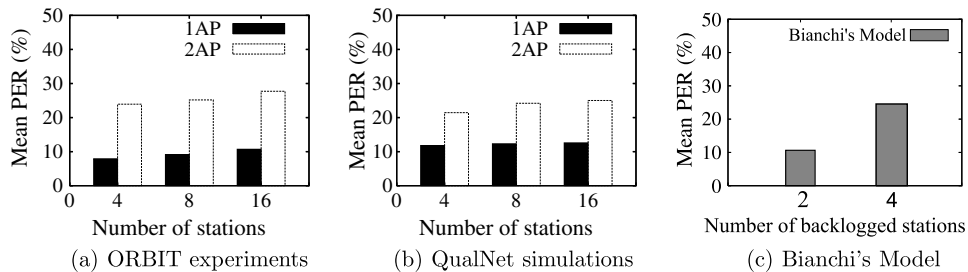 Mean PER (%)
50
40
30
20
10
0
1AP
2AP
0 4 8 16
Number of stations
(a) ORBIT experiments
Mean PER (%)
50
40
30
20
10
0
1AP
2AP
0 4 8 16
Number of stations
(b) QualNet simulations
Mean PER (%)
50
40
30
20
10
0
Bianchi's Model
2 4
Number of backlogged stations
(c) Bianchi's Model